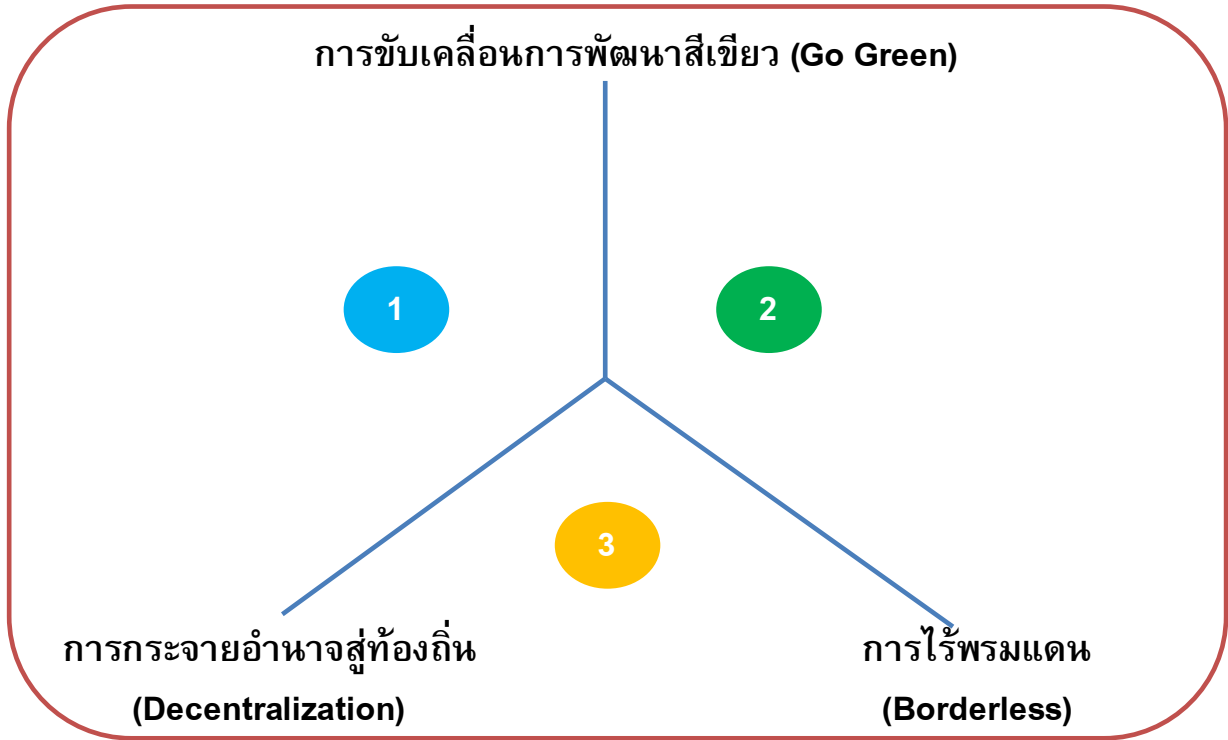 การขับเคลื่อนการพัฒนาสีเขียว (Go Green)
1
2
3
การกระจายอำนาจสู่ท้องถิ่น
(Decentralization)
การไร้พรมแดน
(Borderless)